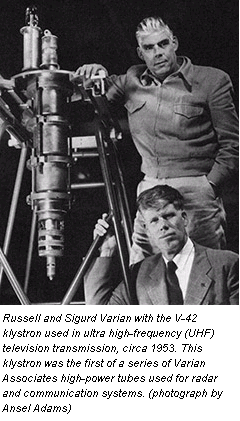 Russell and Sigurd Varian with the V-42
klystron used in ultra high-frequency (UHF)
television transmission, circa 1953. This
klystron was the first of a series of Varian
Associates high-power tubes used for radar
and communication systems. (photograph by
Ansel Adams)